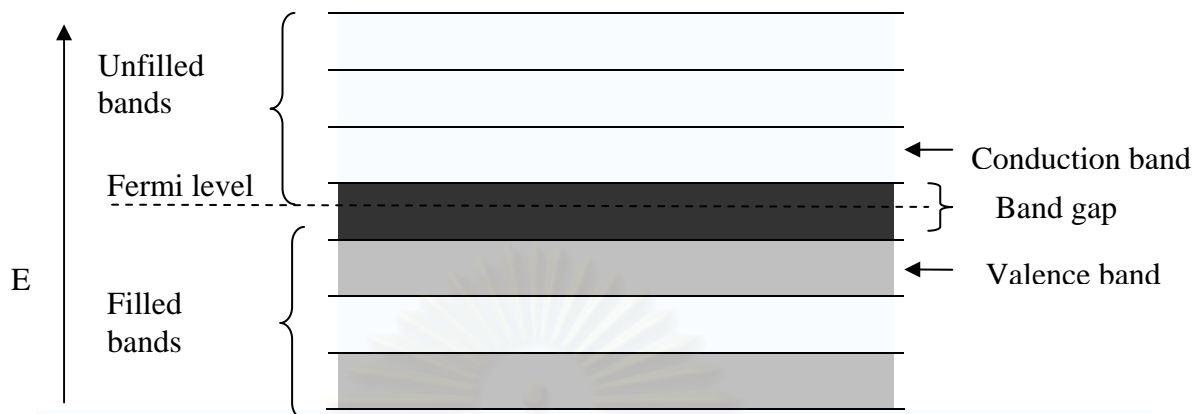 Unfilled
bands
Conduction band
Fermi level
Band gap
E
Valence band
Filled
bands